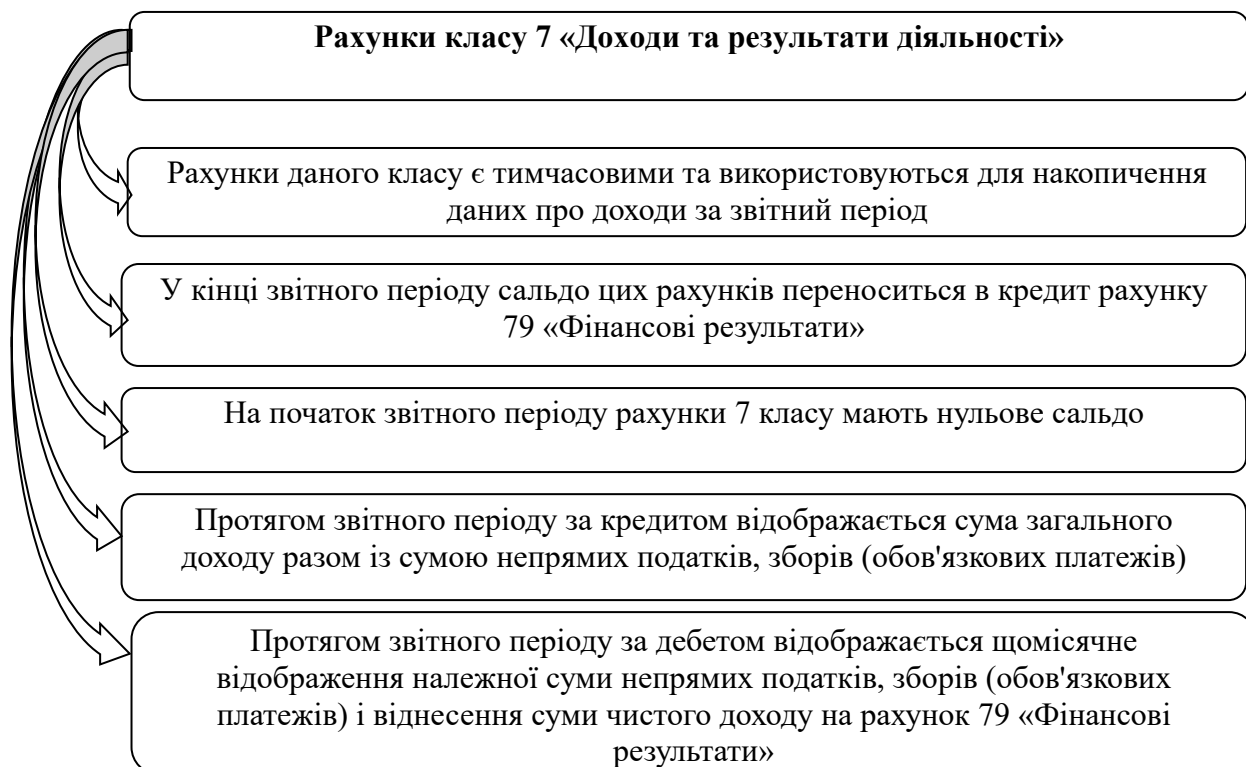 Рахунки класу 7 «Доходи та результати діяльності»
Рахунки даного класу є тимчасовими та використовуються для накопичення
даних про доходи за звітний період
У кінці звітного періоду сальдо цих рахунків переноситься в кредит рахунку
79 «Фінансові результати»
На початок звітного періоду рахунки 7 класу мають нульове сальдо
Протягом звітного періоду за кредитом відображається сума загального
доходу разом із сумою непрямих податків, зборів (обов'язкових платежів)
Протягом звітного періоду за дебетом відображається щомісячне
відображення належної суми непрямих податків, зборів (обов'язкових
платежів) і віднесення суми чистого доходу на рахунок 79 «Фінансові
результати»